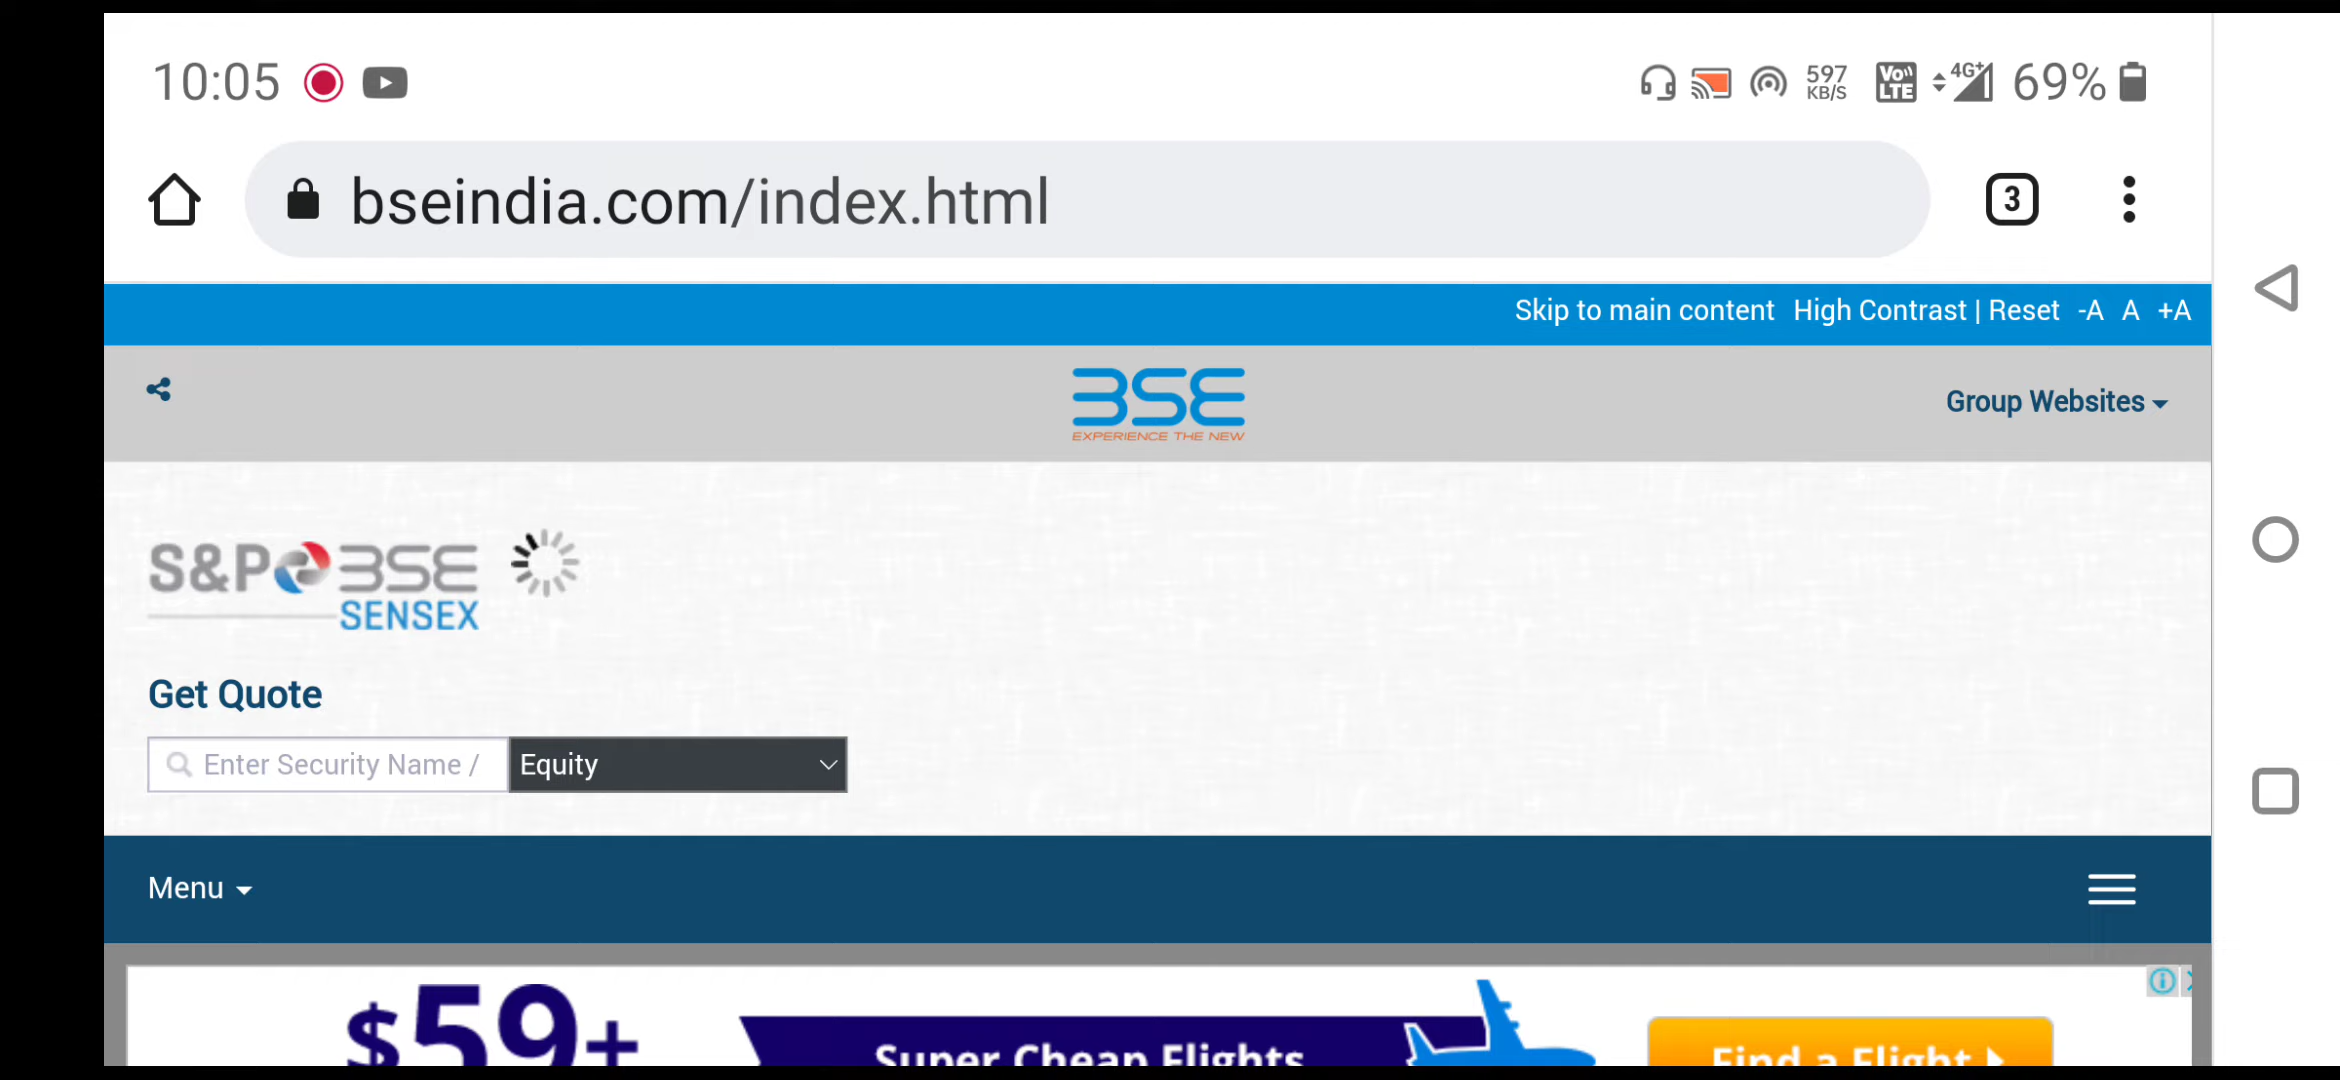 10:05
597
KB/S
Vo))
LTE
4G+
69%
bseindia.com/index.html
3
Skip to main content High Contrast | Reset -A A +A
BSE
EXPERIENCE THE NEW
Group Websites
S&P BSE
SENSEX
Get Quote
Enter Security Name /
Equity
Menu
$59+
Super Cheap Flights
Find a Flight